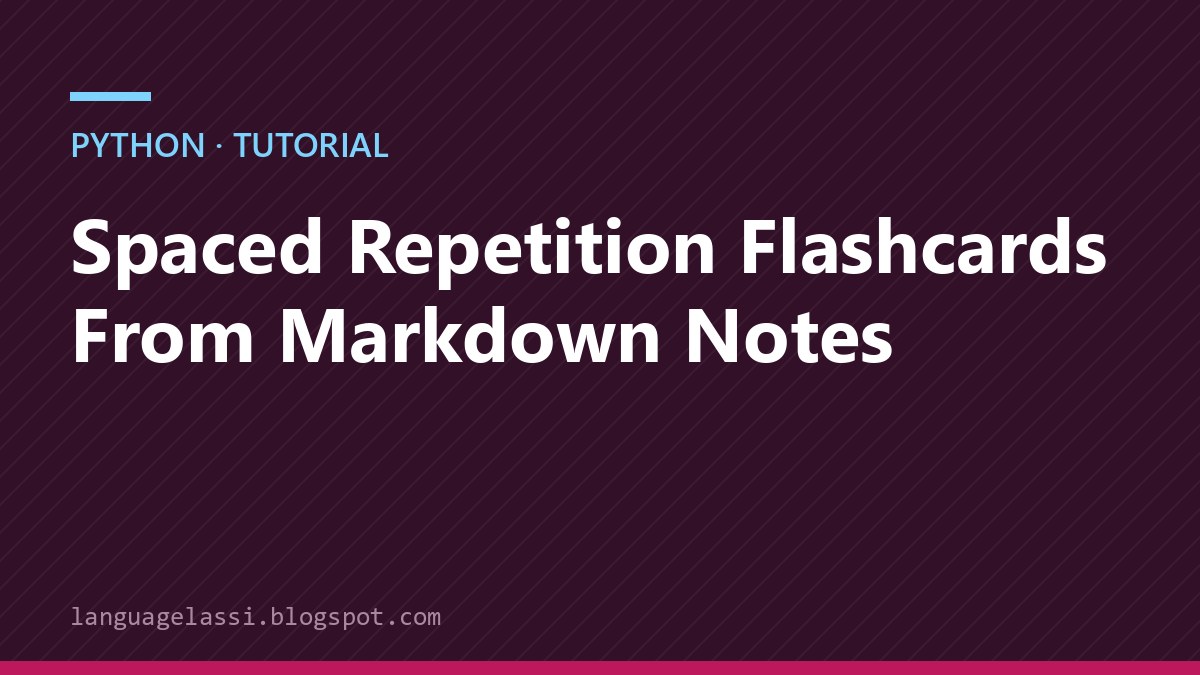 PYTHON · TUTORIAL
Spaced Repetition Flashcards
From Markdown Notes
languagelassi.blogspot.com